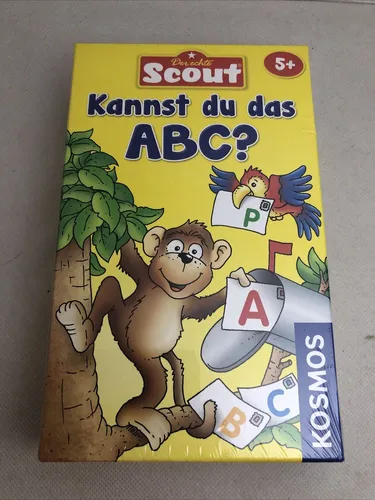 Der echte
Scout
5+
Kannst du das
ABC?
P
A
B
C
KOSMOS